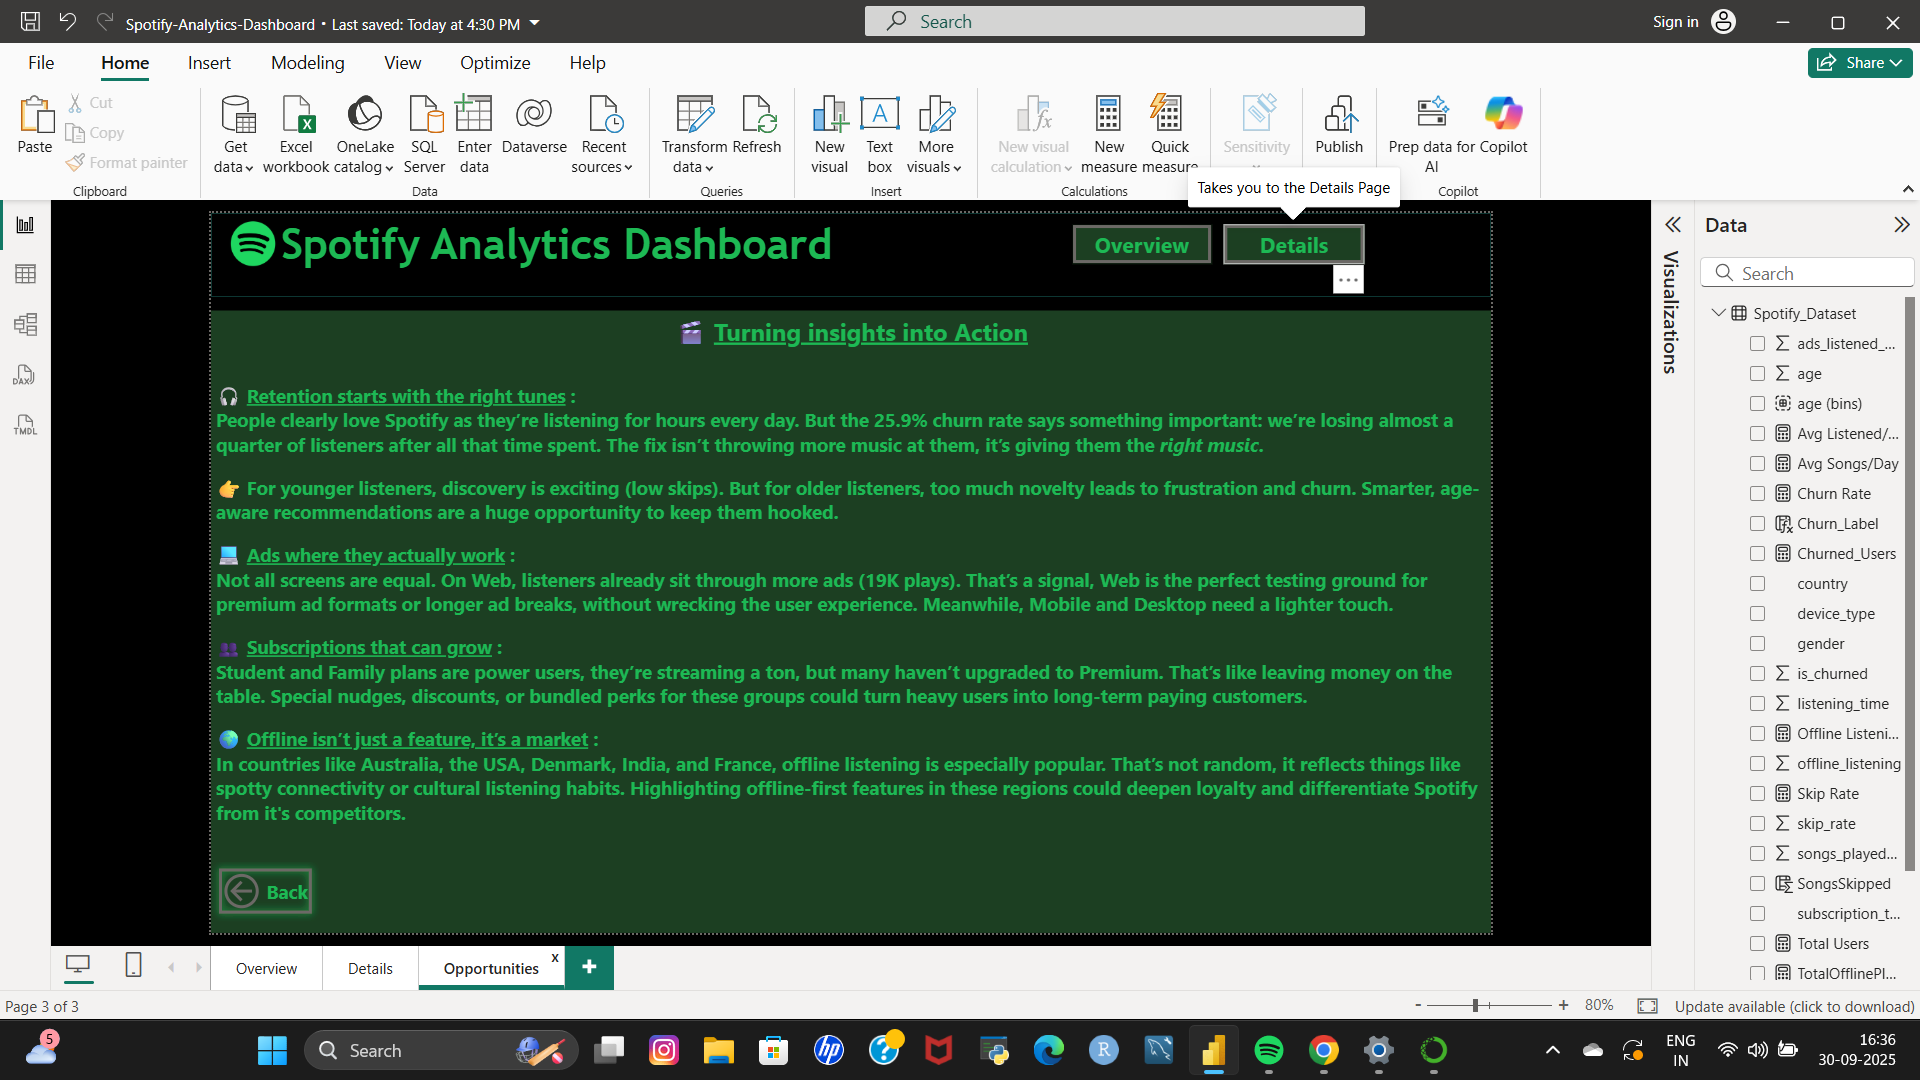 Spotify-Analytics-Dashboard • Last saved: Today at 4:30 PM
Search
Sign in
File
Home
Insert
Modeling
View
Optimize
Help
Share
Paste
Cut
Copy
Format painter
Clipboard
Get data
Excel workbook
OneLake catalog
SQL Server
Enter data
Dataverse
Recent sources
Data
Transform data
Refresh
Queries
New visual
Text box
More visuals
Insert
New visual calculation
New measure
Quick measure
Calculations
Sensitivity
Publish
Prep data for AI
Copilot
Copilot
Takes you to the Details Page
Spotify Analytics Dashboard
Overview
Details
Turning insights into Action
Retention starts with the right tunes :
People clearly love Spotify as they’re listening for hours every day. But the 25.9% churn rate says something important: we’re losing almost a
quarter of listeners after all that time spent. The fix isn’t throwing more music at them, it’s giving them the right music.
For younger listeners, discovery is exciting (low skips). But for older listeners, too much novelty leads to frustration and churn. Smarter, age-
aware recommendations are a huge opportunity to keep them hooked.
Ads where they actually work :
Not all screens are equal. On Web, listeners already sit through more ads (19K plays). That’s a signal, Web is the perfect testing ground for
premium ad formats or longer ad breaks, without wrecking the user experience. Meanwhile, Mobile and Desktop need a lighter touch.
Subscriptions that can grow :
Student and Family plans are power users, they’re streaming a ton, but many haven’t upgraded to Premium. That’s like leaving money on the
table. Special nudges, discounts, or bundled perks for these groups could turn heavy users into long-term paying customers.
Offline isn’t just a feature, it’s a market :
In countries like Australia, the USA, Denmark, India, and France, offline listening is especially popular. That’s not random, it reflects things like
spotty connectivity or cultural listening habits. Highlighting offline-first features in these regions could deepen loyalty and differentiate Spotify
from it's competitors.
Back
Visualizations
Data
Search
Spotify_Dataset
ads_listened_...
age
age (bins)
Avg Listened/...
Avg Songs/Day
Churn Rate
Churn_Label
Churned_Users
country
device_type
gender
is_churned
listening_time
Offline Listeni...
offline_listening
Skip Rate
skip_rate
songs_played...
SongsSkipped
subscription_t...
Total Users
TotalOfflinePl...
DAX
TMDL
Overview
Details
Opportunities
x
+
Page 3 of 3
- + 80%
Update available (click to download)
5
Search
hp
R
ENG
IN
16:36
30-09-2025